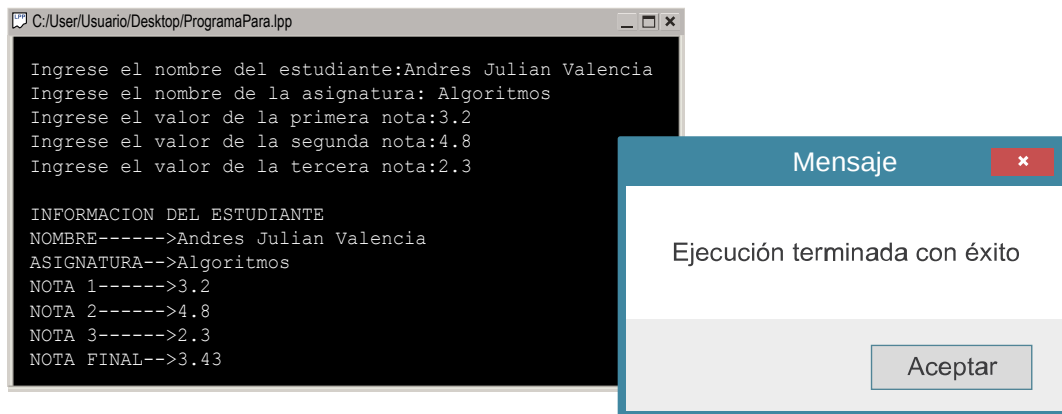 LPP C:/User/Usuario/Desktop/ProgramaPara.lpp
Ingrese el nombre del estudiante:Andres Julian Valencia
Ingrese el nombre de la asignatura: Algoritmos
Ingrese el valor de la primera nota:3.2
Ingrese el valor de la segunda nota:4.8
Ingrese el valor de la tercera nota:2.3
INFORMACION DEL ESTUDIANTE
NOMBRE------>Andres Julian Valencia
ASIGNATURA-->Algoritmos
NOTA 1------>3.2
NOTA 2------>4.8
NOTA 3------>2.3
NOTA FINAL-->3.43
Mensaje
Ejecución terminada con éxito
Aceptar